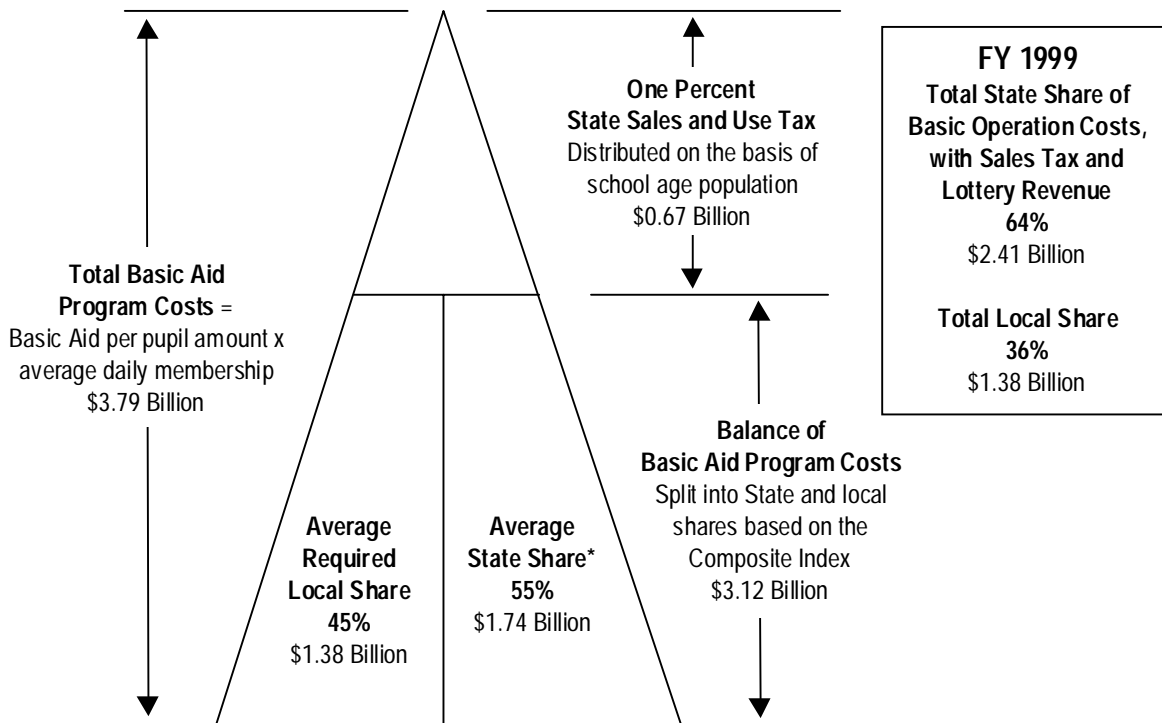 Total Basic Aid
Program Costs =
Basic Aid per pupil amount x
average daily membership
$3.79 Billion
One Percent
State Sales and Use Tax
Distributed on the basis of
school age population
$0.67 Billion
FY 1999
Total State Share of
Basic Operation Costs,
with Sales Tax and
Lottery Revenue
64%
$2.41 Billion
Total Local Share
36%
$1.38 Billion
Average
Required
Local Share
45%
$1.38 Billion
Average
State Share*
55%
$1.74 Billion
Balance of
Basic Aid Program Costs
Split into State and local
shares based on the
Composite Index
$3.12 Billion